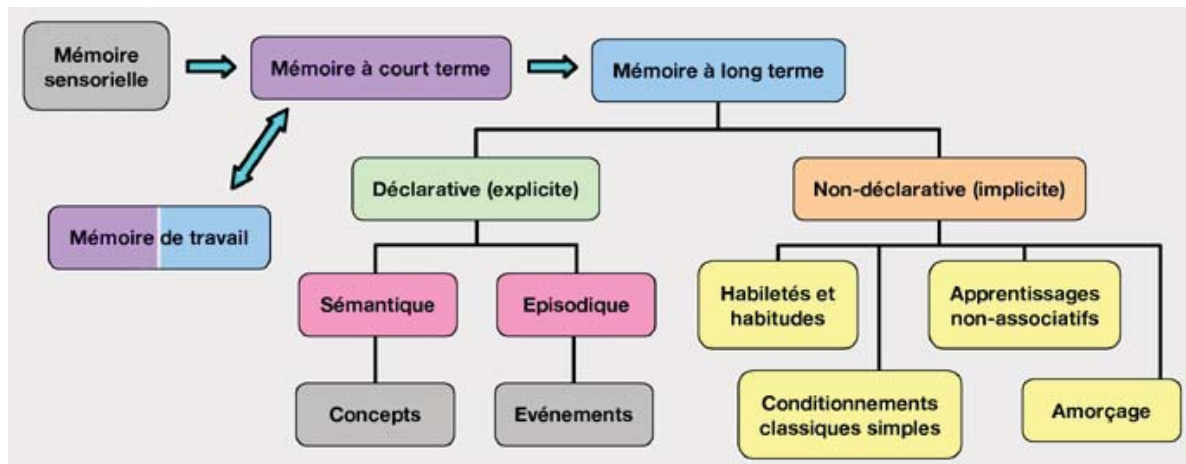 Mémoire
sensorielle
Mémoire à court terme
Mémoire à long terme
Déclarative (explicite)
Non-déclarative (implicite)
Mémoire de travail
Sémantique
Episodique
Habiletés et
habitudes
Apprentissages
non-associatifs
Concepts
Evénements
Conditionnements
classiques simples
Amorçage